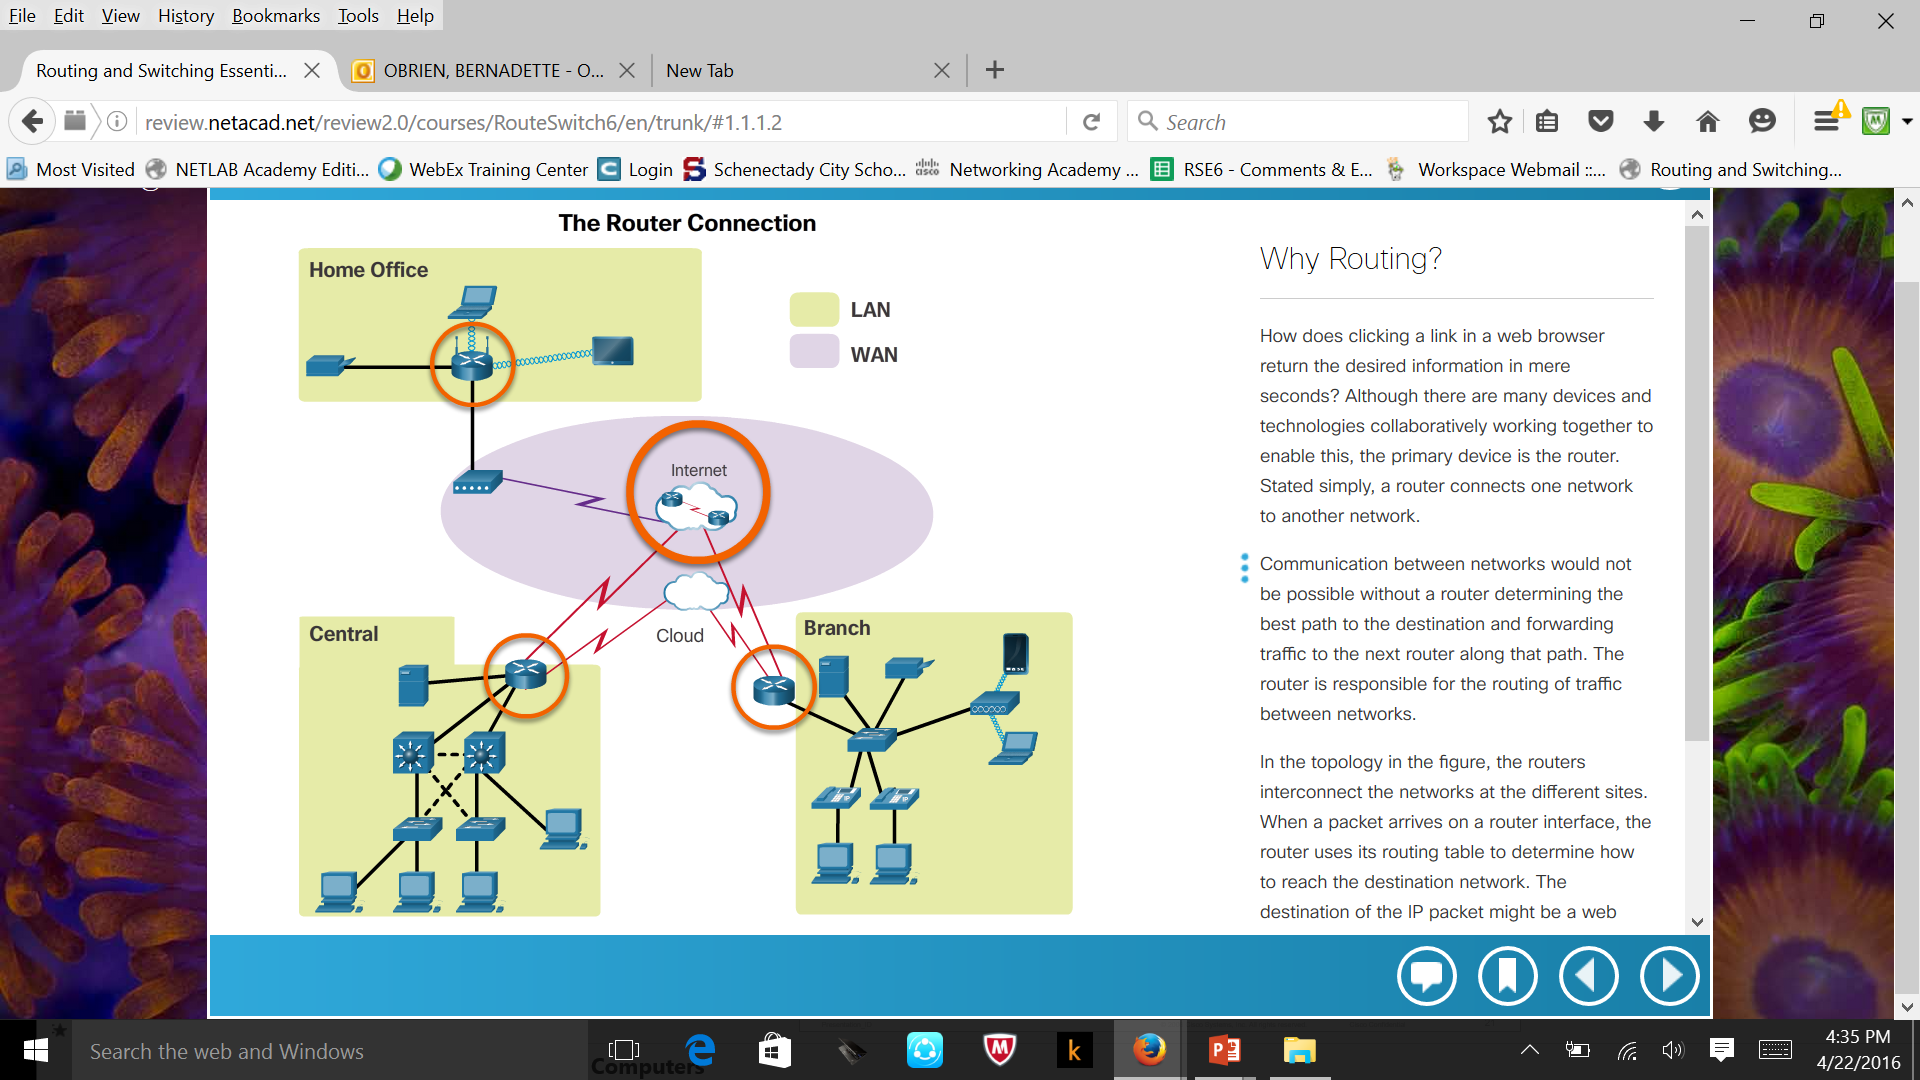 File Edit View History Bookmarks Tools Help
Routing and Switching Essenti... OBRIEN, BERNADETTE - O... New Tab
review.netacad.net/review2.0/courses/RouteSwitch6/en/trunk/#1.1.1.2 Search
Most Visited NETLAB Academy Editi... WebEx Training Center Login Schenectady City Scho... Networking Academy ... RSE6 - Comments & E... Workspace Webmail ::... Routing and Switching...
The Router Connection
Home Office
LAN
WAN
Internet
Cloud
Central
Branch
Why Routing?
How does clicking a link in a web browser
return the desired information in mere
seconds? Although there are many devices and
technologies collaboratively working together to
enable this, the primary device is the router.
Stated simply, a router connects one network
to another network.
Communication between networks would not
be possible without a router determining the
best path to the destination and forwarding
traffic to the next router along that path. The
router is responsible for the routing of traffic
between networks.
In the topology in the figure, the routers
interconnect the networks at the different sites.
When a packet arrives on a router interface, the
router uses its routing table to determine how
to reach the destination network. The
destination of the IP packet might be a web
Search the web and Windows
Computers
4:35 PM
4/22/2016